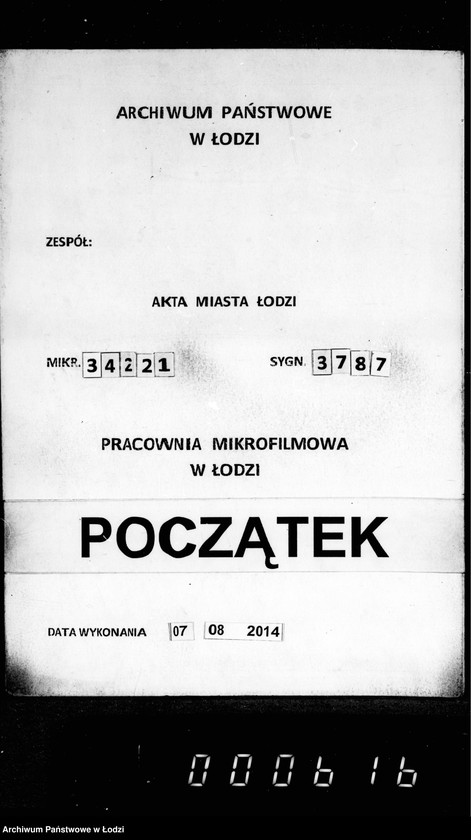 ARCHIWUM PAŃSTWOWE
W ŁODZI
ZESPÓŁ:
AKTA MIASTA ŁODZI
MIKR. 34221 SYGN. 3787
PRACOWNIA MIKROFILMOWA
W ŁODZI
POCZĄTEK
DATA WYKONANIA 07 08 2014
000616
Archiwum Państwowe w Łodzi